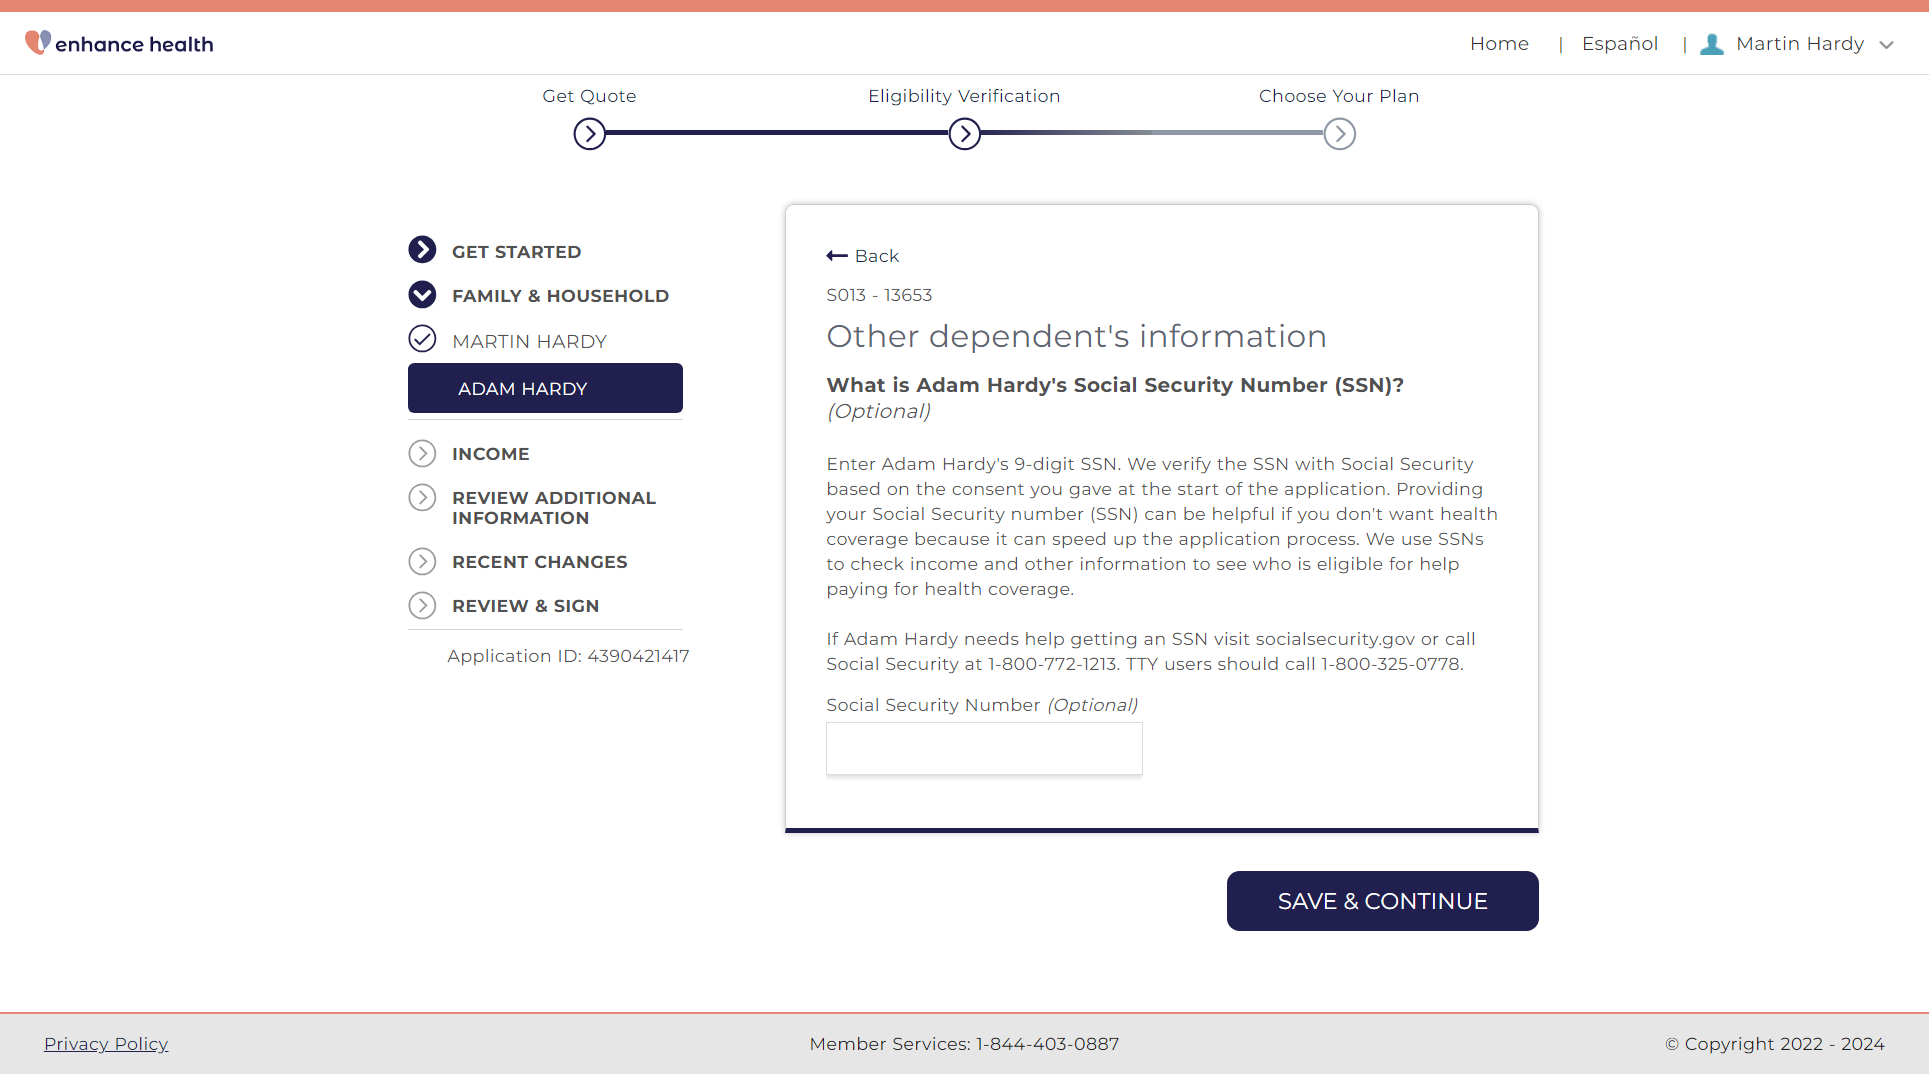 enhance health
Home | Español | Martin Hardy
Get Quote
Eligibility Verification
Choose Your Plan
GET STARTED
FAMILY & HOUSEHOLD
MARTIN HARDY
ADAM HARDY
INCOME
REVIEW ADDITIONAL
INFORMATION
RECENT CHANGES
REVIEW & SIGN
Application ID: 4390421417
Back
S013 - 13653
Other dependent's information
What is Adam Hardy's Social Security Number (SSN)?
(Optional)
Enter Adam Hardy's 9-digit SSN. We verify the SSN with Social Security
based on the consent you gave at the start of the application. Providing
your Social Security number (SSN) can be helpful if you don't want health
coverage because it can speed up the application process. We use SSNs
to check income and other information to see who is eligible for help
paying for health coverage.
If Adam Hardy needs help getting an SSN visit socialsecurity.gov or call
Social Security at 1-800-772-1213. TTY users should call 1-800-325-0778.
Social Security Number (Optional)
SAVE & CONTINUE
Privacy Policy
Member Services: 1-844-403-0887
© Copyright 2022 - 2024